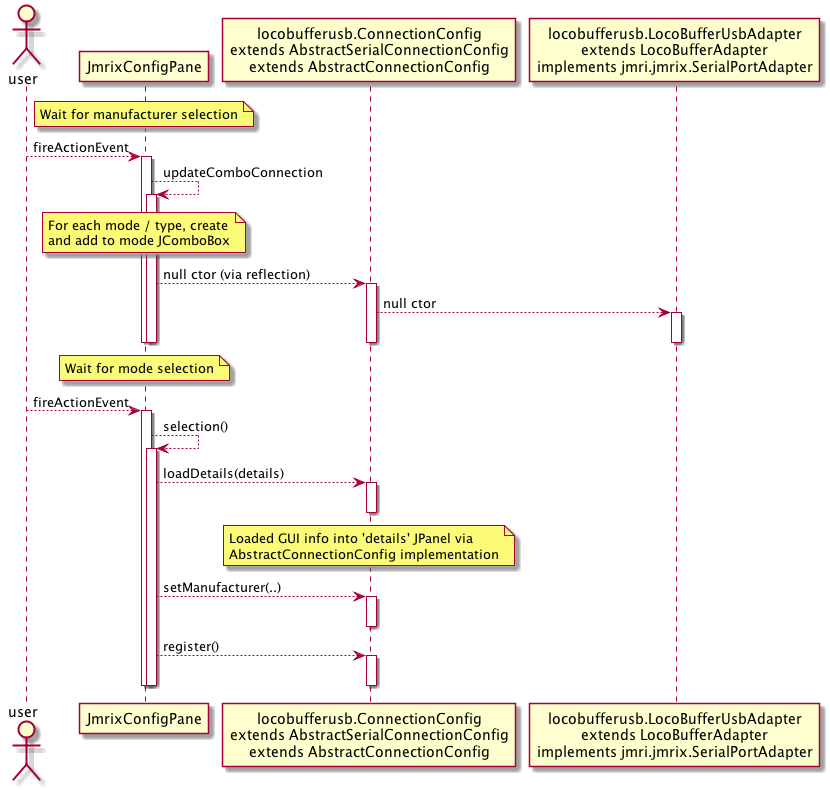 user
JmrixConfigPane
locobufferusb.ConnectionConfig
extends AbstractSerialConnectionConfig
extends AbstractConnectionConfig
locobufferusb.LocoBufferUsbAdapter
extends LocoBufferAdapter
implements jmri.jmrix.SerialPortAdapter
Wait for manufacturer selection
fireActionEvent
updateComboConnection
For each mode / type, create
and add to mode JComboBox
null ctor (via reflection)
null ctor
Wait for mode selection
fireActionEvent
selection()
loadDetails(details)
Loaded GUI info into 'details' JPanel via
AbstractConnectionConfig implementation
setManufacturer(..)
register()
user
JmrixConfigPane
locobufferusb.ConnectionConfig
extends AbstractSerialConnectionConfig
extends AbstractConnectionConfig
locobufferusb.LocoBufferUsbAdapter
extends LocoBufferAdapter
implements jmri.jmrix.SerialPortAdapter